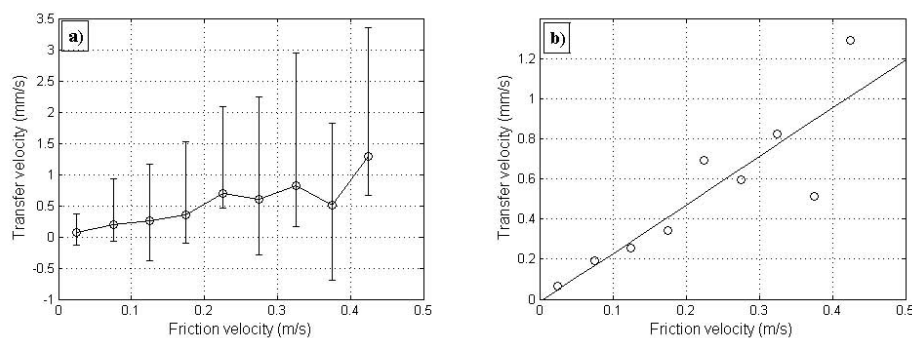 a)
Transfer velocity (mm/s)
3.5
3
2.5
2
1.5
1
0.5
0
-0.5
-1
0 0.1 0.2 0.3 0.4 0.5
Friction velocity (m/s)
b)
Transfer velocity (mm/s)
1.2
1
0.8
0.6
0.4
0.2
0
0 0.1 0.2 0.3 0.4 0.5
Friction velocity (m/s)